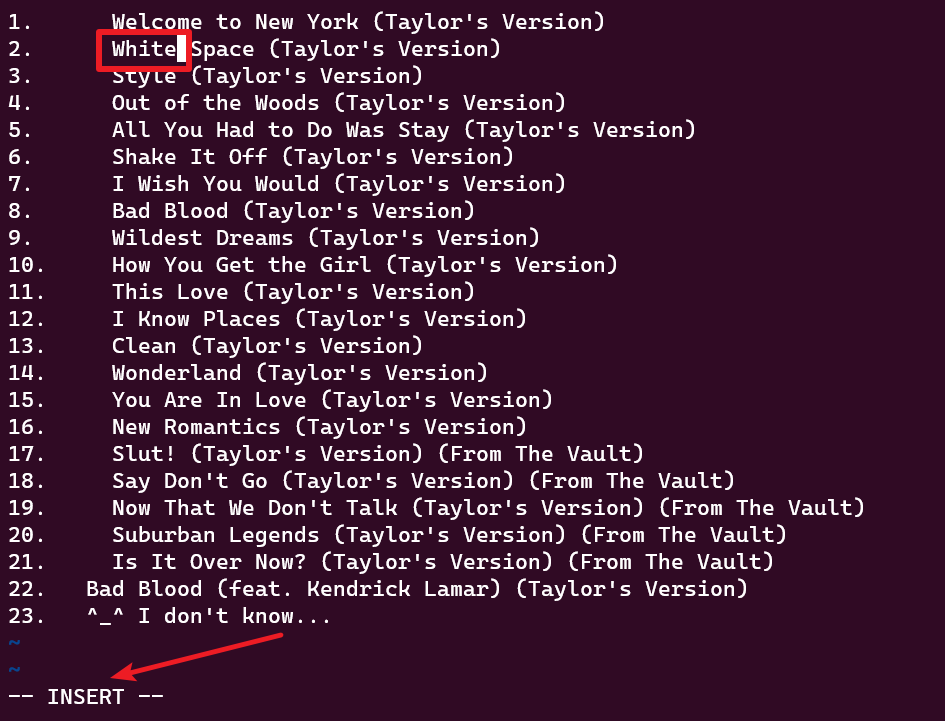 1.      Welcome to New York (Taylor's Version)
2.      White Space (Taylor's Version)
3.      Style (Taylor's Version)
4.      Out of the Woods (Taylor's Version)
5.      All You Had to Do Was Stay (Taylor's Version)
6.      Shake It Off (Taylor's Version)
7.      I Wish You Would (Taylor's Version)
8.      Bad Blood (Taylor's Version)
9.      Wildest Dreams (Taylor's Version)
10.     How You Get the Girl (Taylor's Version)
11.     This Love (Taylor's Version)
12.     I Know Places (Taylor's Version)
13.     Clean (Taylor's Version)
14.     Wonderland (Taylor's Version)
15.     You Are In Love (Taylor's Version)
16.     New Romantics (Taylor's Version)
17.     Slut! (Taylor's Version) (From The Vault)
18.     Say Don't Go (Taylor's Version) (From The Vault)
19.     Now That We Don't Talk (Taylor's Version) (From The Vault)
20.     Suburban Legends (Taylor's Version) (From The Vault)
21.     Is It Over Now? (Taylor's Version) (From The Vault)
22.   Bad Blood (feat. Kendrick Lamar) (Taylor's Version)
23.   ^_^ I don't know...
~
~
-- INSERT --